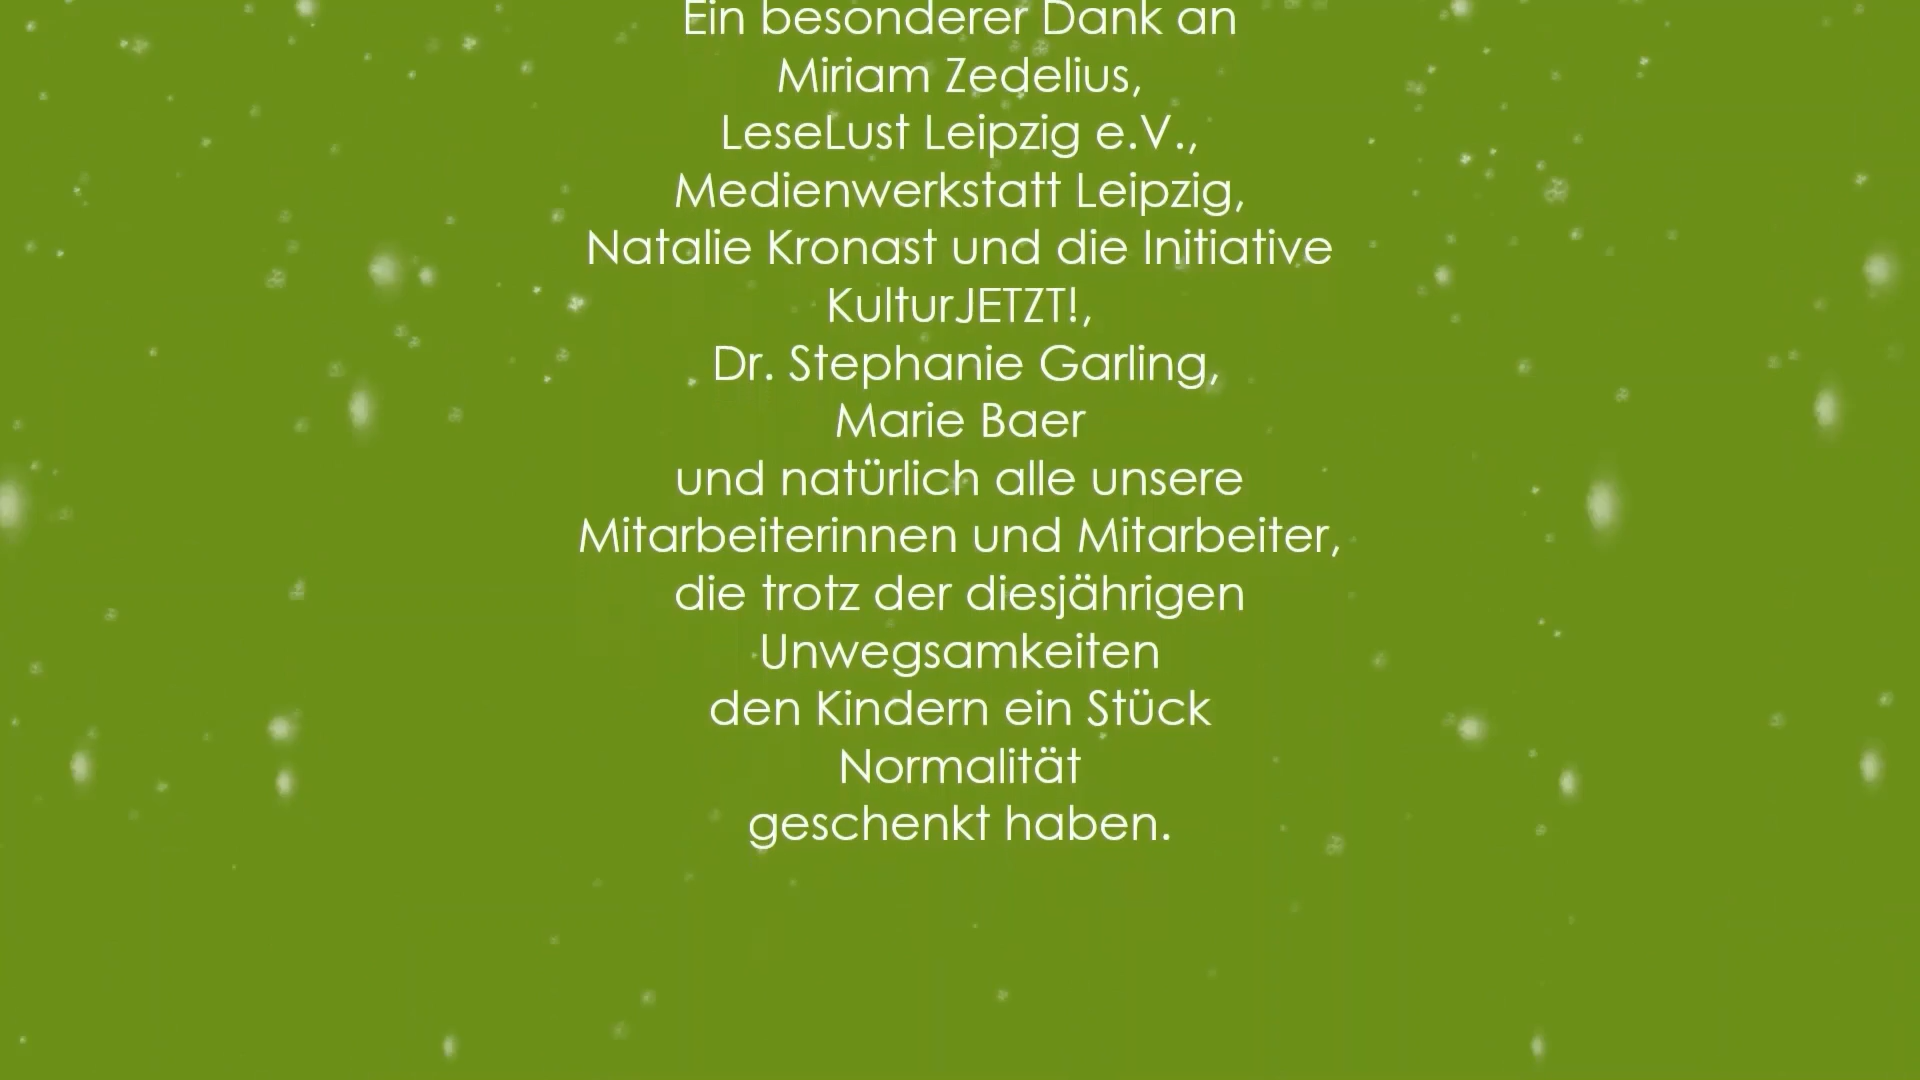 Ein besonderer Dank an
Miriam Zedelius,
LeseLust Leipzig e.V.,
Medienwerkstatt Leipzig,
Natalie Kronast und die Initiative
KulturJETZT!,
Dr. Stephanie Garling,
Marie Baer
und natürlich alle unsere
Mitarbeiterinnen und Mitarbeiter,
die trotz der diesjährigen
Unwegsamkeiten
den Kindern ein Stück
Normalität
geschenkt haben.